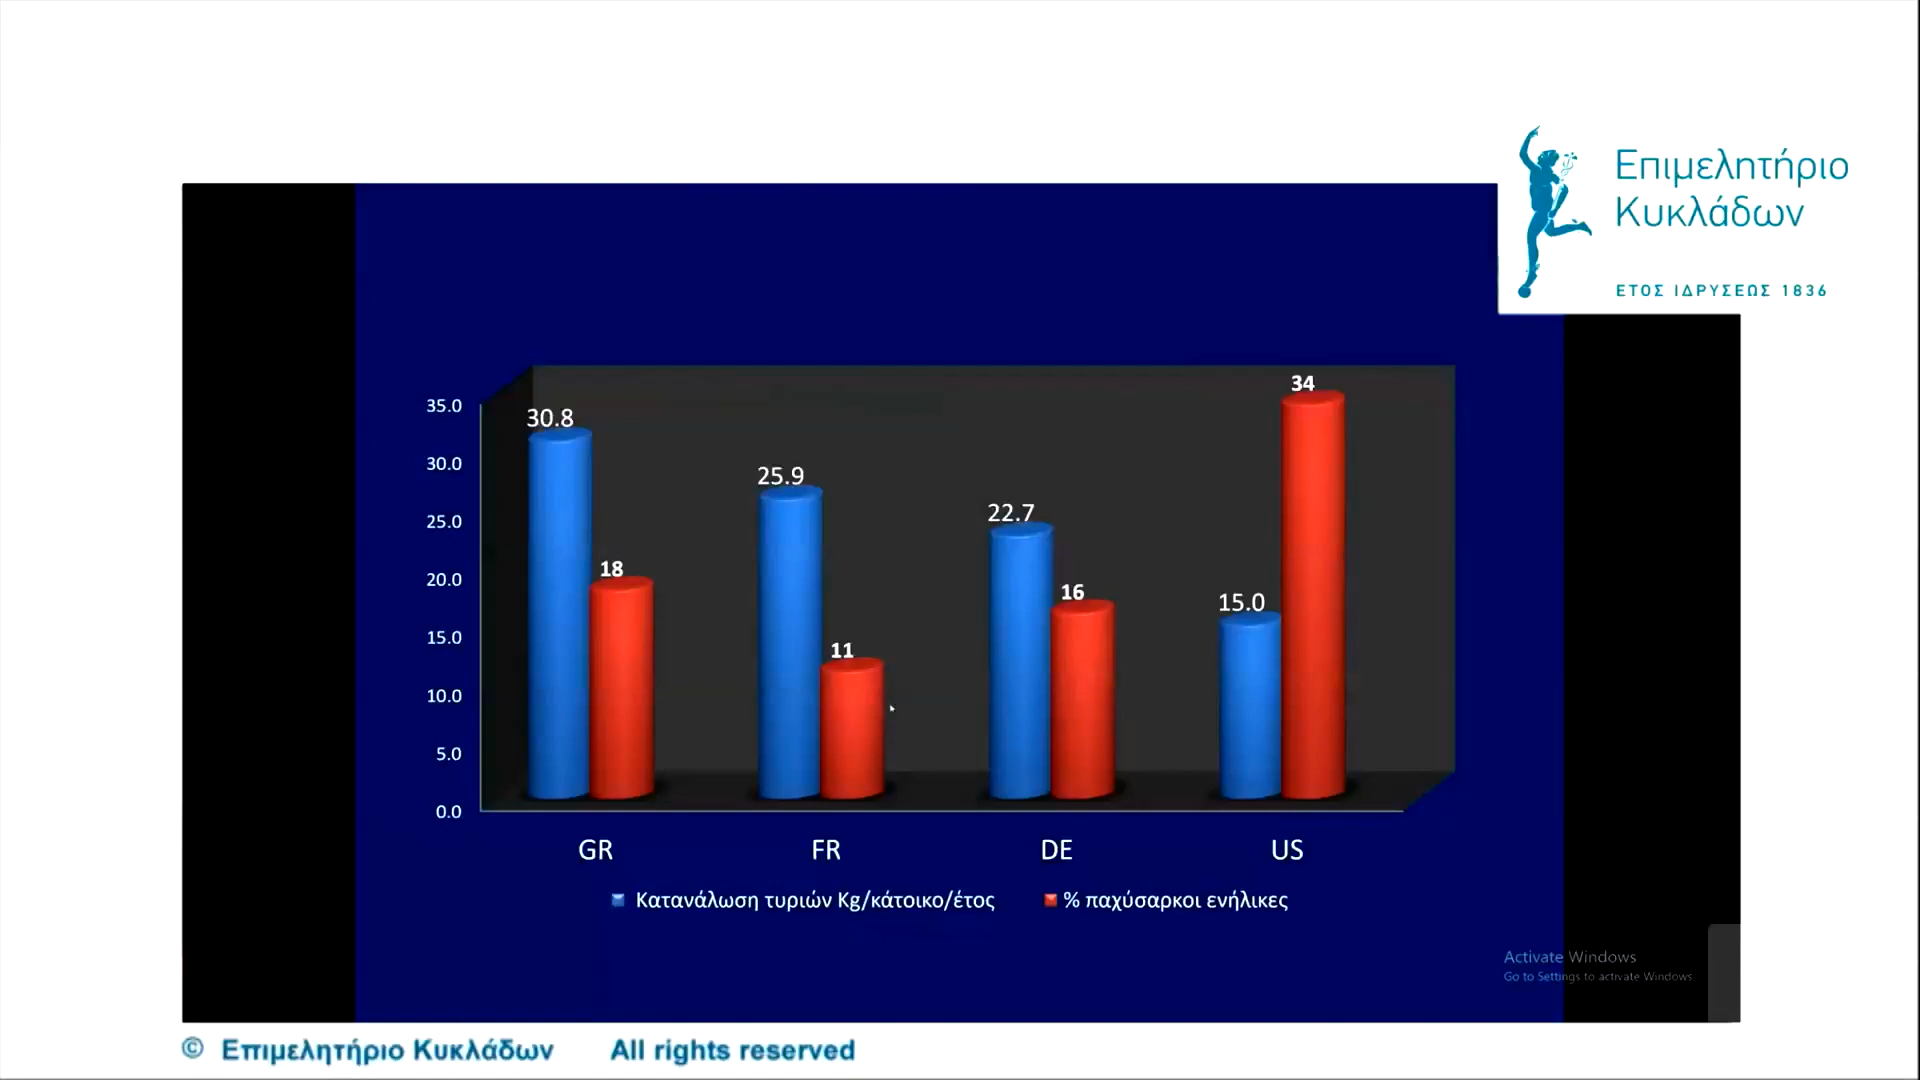 Επιμελητήριο
Κυκλάδων
ΕΤΟΣ ΙΔΡΥΣΕΩΣ 1836
35.0
30.0
25.0
20.0
15.0
10.0
5.0
0.0
30.8
18
25.9
11
22.7
16
15.0
34
GR FR DE US
Κατανάλωση τυριών Kg/κάτοικο/έτος % παχύσαρκοι ενήλικες
Activate Windows
Go to Settings to activate Windows.
© Επιμελητήριο Κυκλάδων All rights reserved